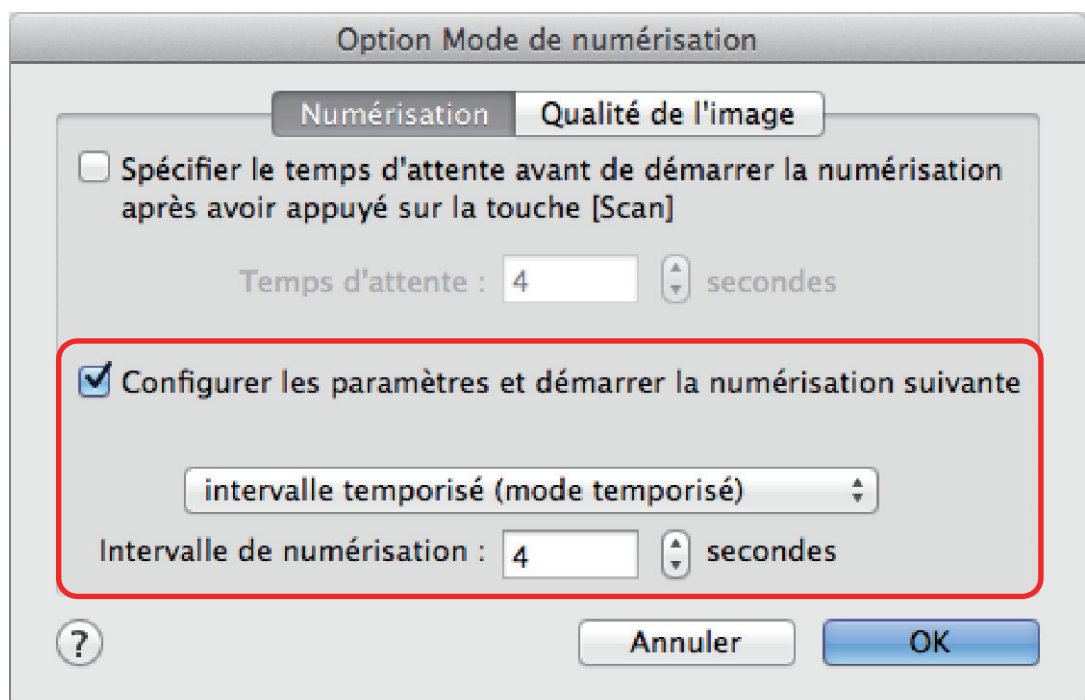 Option Mode de numérisation
Numérisation
Qualité de l'image
Spécifier le temps d'attente avant de démarrer la numérisation
après avoir appuyé sur la touche [Scan]
Temps d'attente : 4 secondes
Configurer les paramètres et démarrer la numérisation suivante
intervalle temporisé (mode temporisé)
Intervalle de numérisation : 4 secondes
? Annuler OK